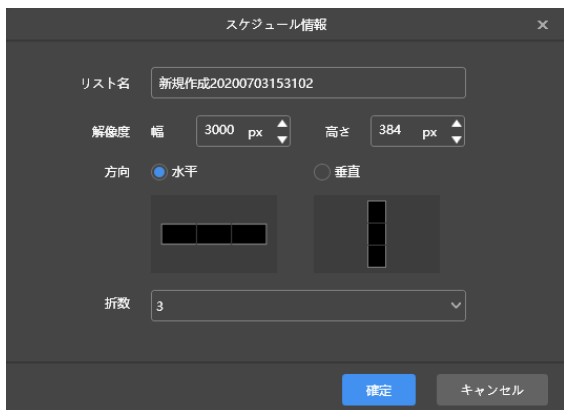 スケジュール情報
リスト名 新規作成20200703153102
解像度 幅 3000 px 高さ 384 px
方向 水平 垂直
折数 3
確定 キャンセル